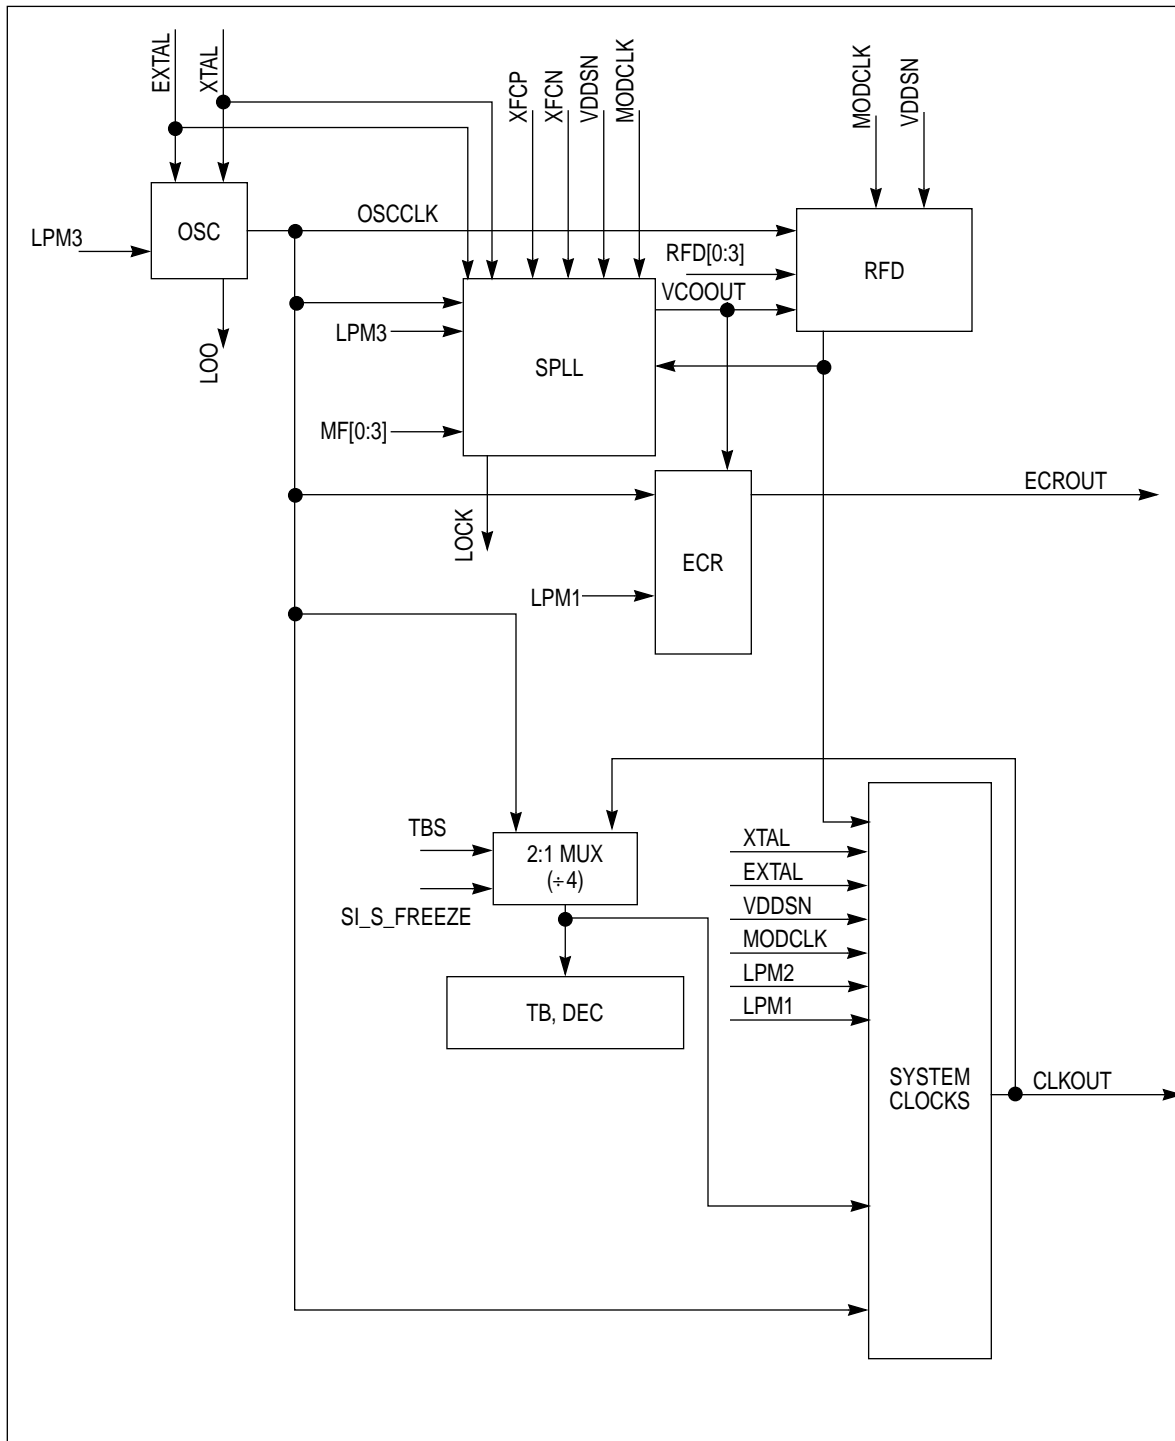 EXTAL
XTAL
XFCP
XFCN
VDDSN
MODCLK
MODCLK
VDDSN
OSC
OSCCLK
LPM3
RFD[0:3]
RFD
VCOOUT
LPM3
LOO
SPLL
MF[0:3]
ECROUT
LOCK
ECR
LPM1
TBS
2:1 MUX
(÷4)
SI_S_FREEZE
XTAL
EXTAL
VDDSN
MODCLK
LPM2
LPM1
TB, DEC
SYSTEM
CLOCKS
CLKOUT